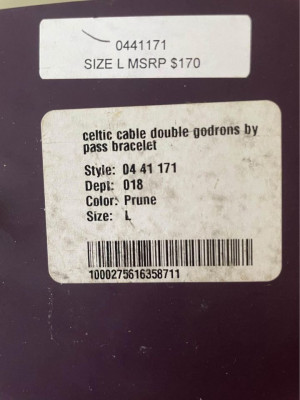 0441171
SIZE L MSRP $170
celtic cable double godrons by
pass bracelet
Style: 04 41 171
Dept: 018
Color: Prune
Size: L
1000275616358711